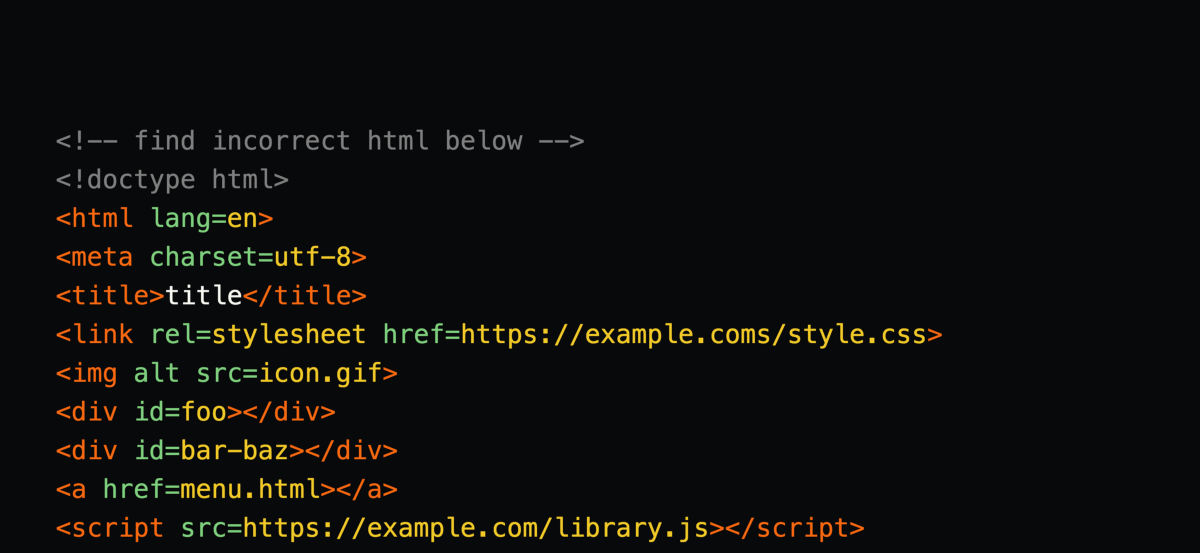 <!-- find incorrect html below -->
<!doctype html>
<html lang=en>
<meta charset=utf-8>
<title>title</title>
<link rel=stylesheet href=https://example.coms/style.css>
<img alt src=icon.gif>
<div id=foo></div>
<div id=bar-baz></div>
<a href=menu.html></a>
<script src=https://example.com/library.js></script>